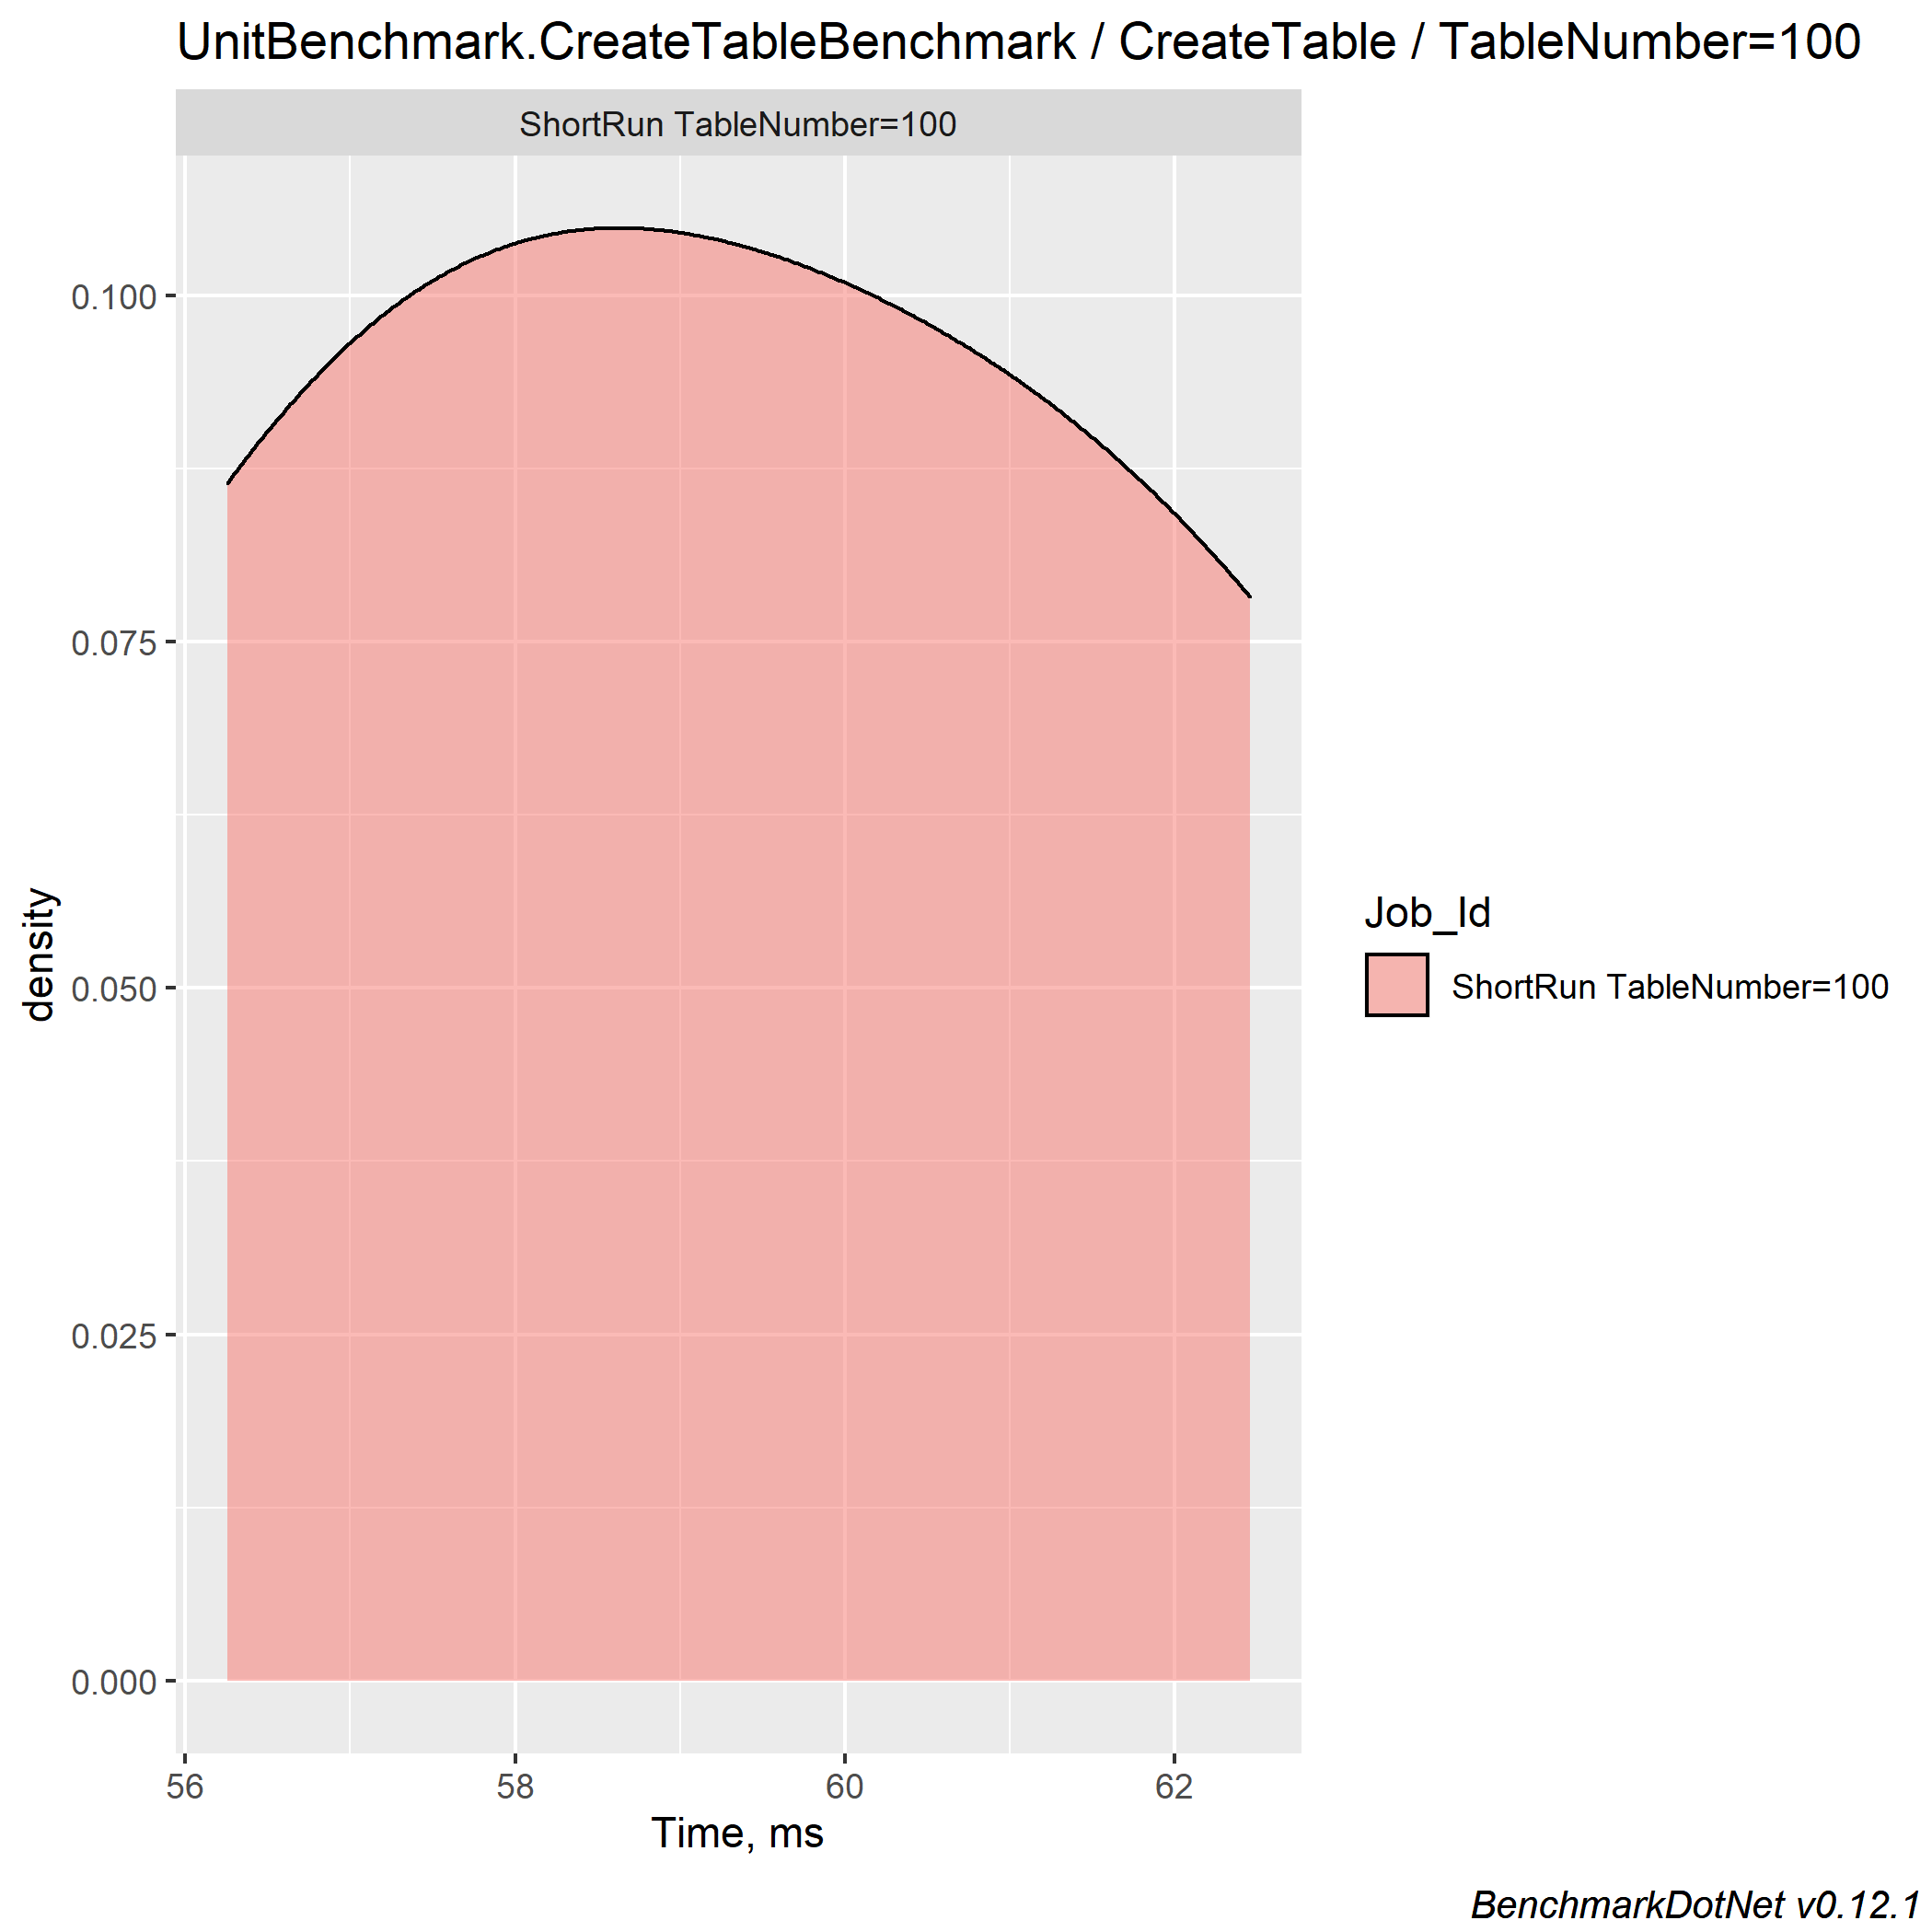 UnitBenchmark.CreateTableBenchmark / CreateTable / TableNumber=100
ShortRun TableNumber=100
0.100
0.075
0.050
0.025
0.000
density
56 58 60 62
Time, ms
Job_Id
ShortRun TableNumber=100
BenchmarkDotNet v0.12.1